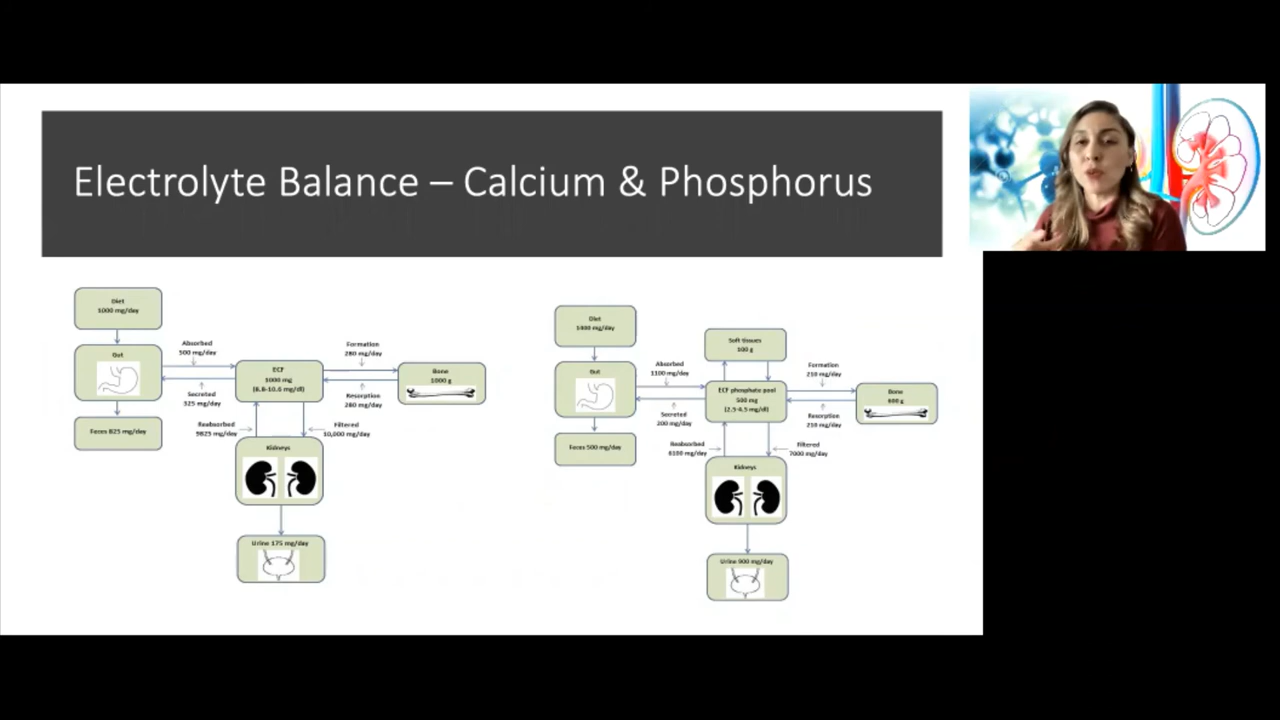 Electrolyte Balance – Calcium & Phosphorus
Diet
1000 mg/day
Gut
Feces 825 mg/day
Absorbed
500 mg/day
Secreted
325 mg/day
ECF
1000 mg
(8.8-10.6 mg/dl)
Formation
280 mg/day
Resorption
280 mg/day
Bone
1000 g
Reabsorbed
9825 mg/day
Filtered
10,000 mg/day
Kidneys
Urine 175 mg/day
Diet
Gut
Feces 500 mg/day
Absorbed
1100 mg/day
Secreted
200 mg/day
Soft tissues
100 g
ECF phosphate pool
500 mg
(2.5-4.5 mg/dl)
Formation
210 mg/day
Resorption
210 mg/day
Bone
600 g
Reabsorbed
6100 mg/day
Filtered
7000 mg/day
Kidneys
Urine 900 mg/day